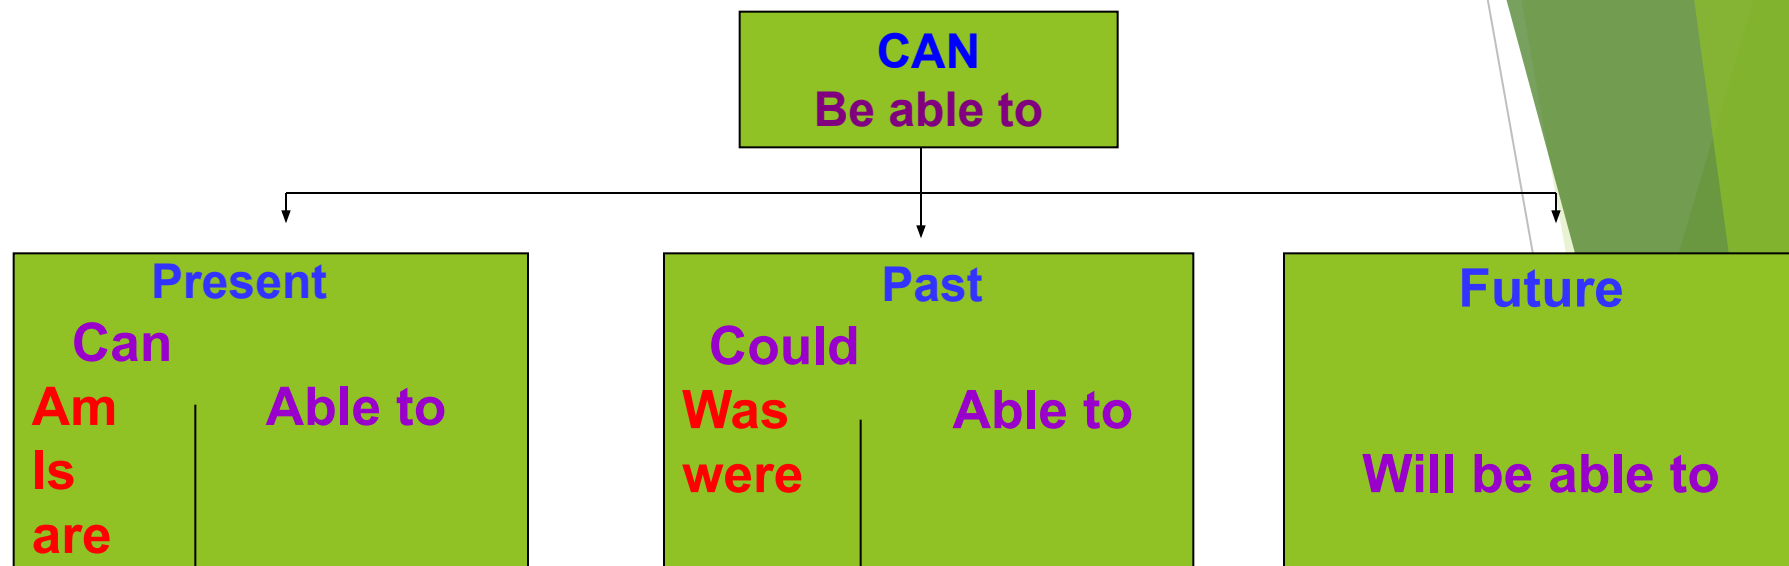 CAN
Be able to
Present
Can
Am Able to
Is
are
Past
Could
Was Able to
were
Future
Will be able to